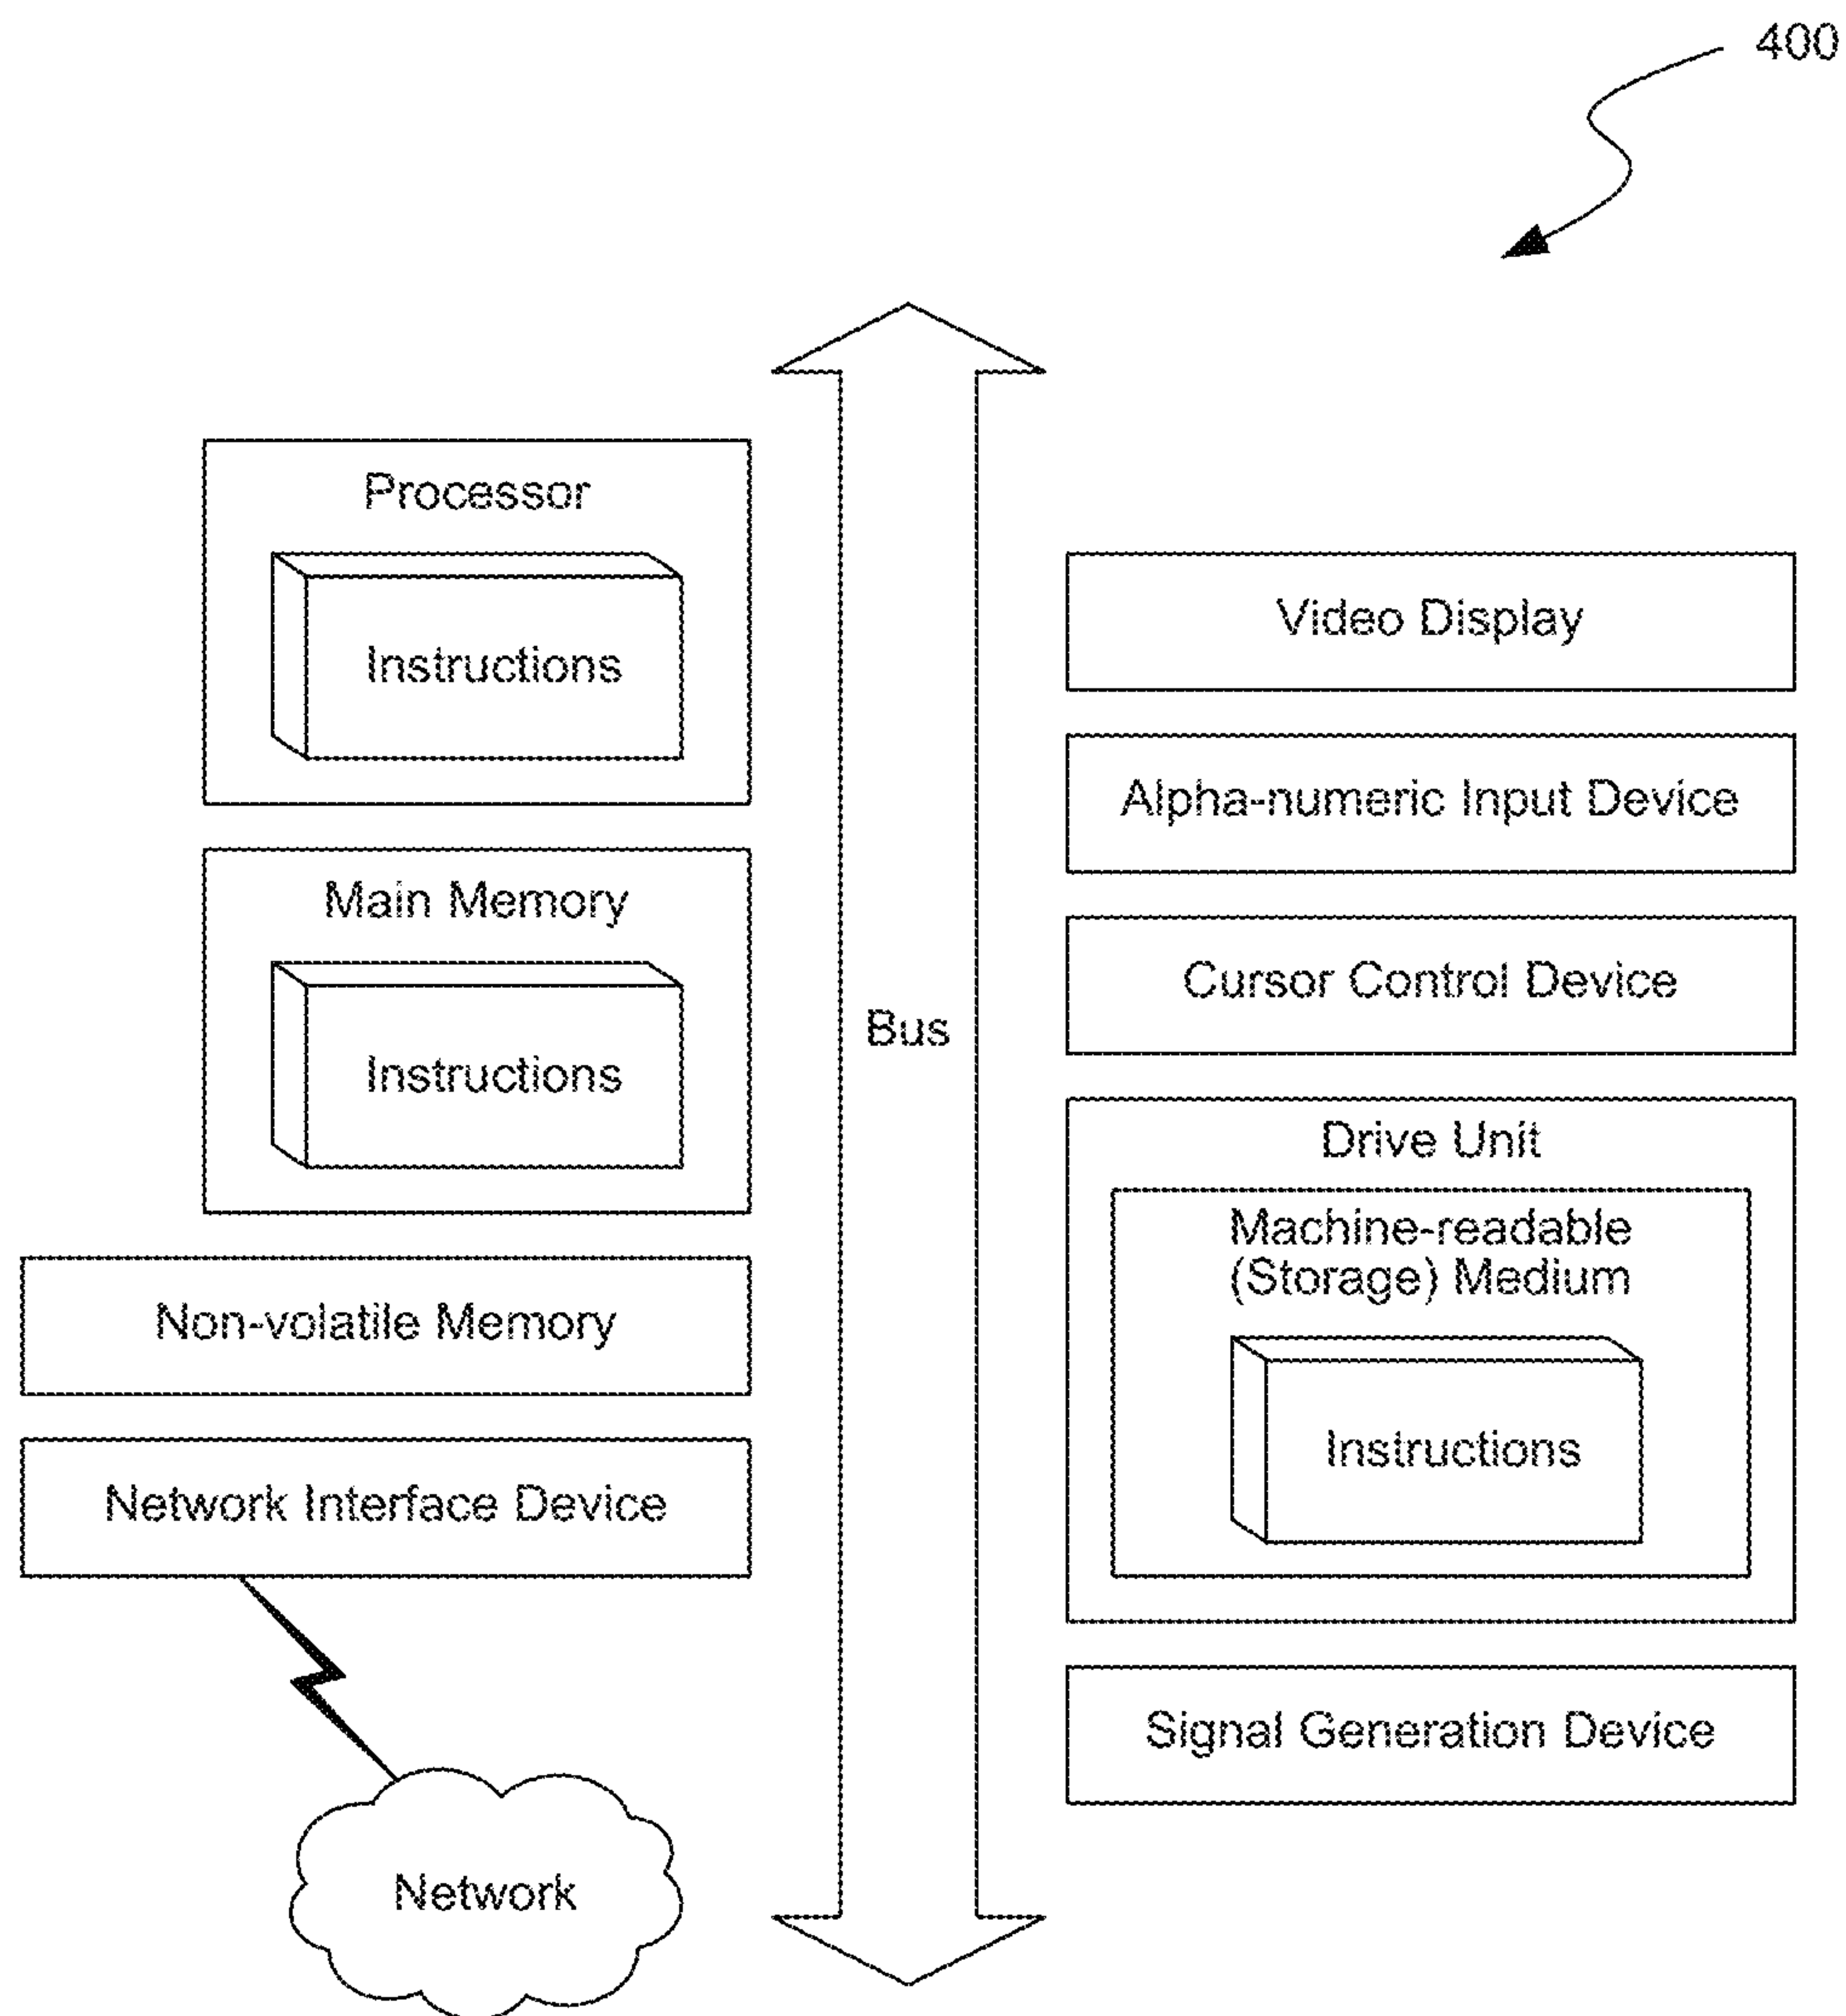 400
Processor
Instructions
Main Memory
Instructions
Non-volatile Memory
Network Interface Device
Network
Bus
Video Display
Alpha-numeric Input Device
Cursor Control Device
Drive Unit
Machine-readable
(Storage) Medium
Instructions
Signal Generation Device